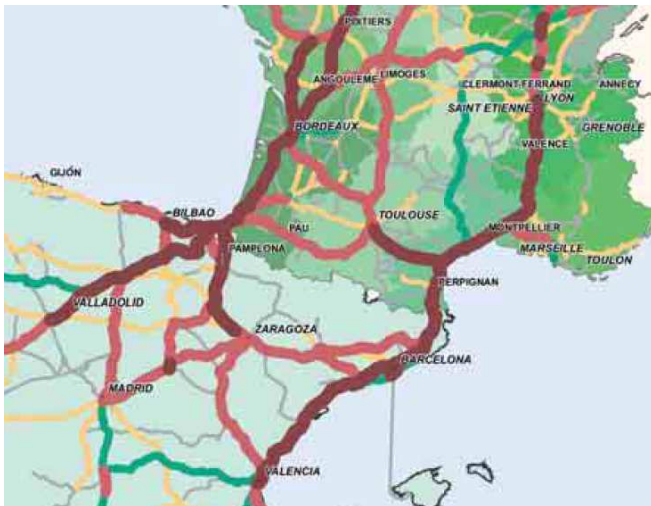 POITIERS
ANGOULEME
LIMOGES
CLERMONT-FERRAND
LYON
ANNECY
SAINT ETIENNE
BORDEAUX
GRENOBLE
VALENCE
GIJÓN
BILBAO
TOULOUSE
PAU
MONTPELLIER
PAMPLONA
MARSEILLE
TOULON
PERPIGNAN
VALLADOLID
ZARAGOZA
BARCELONA
MADRID
VALENCIA